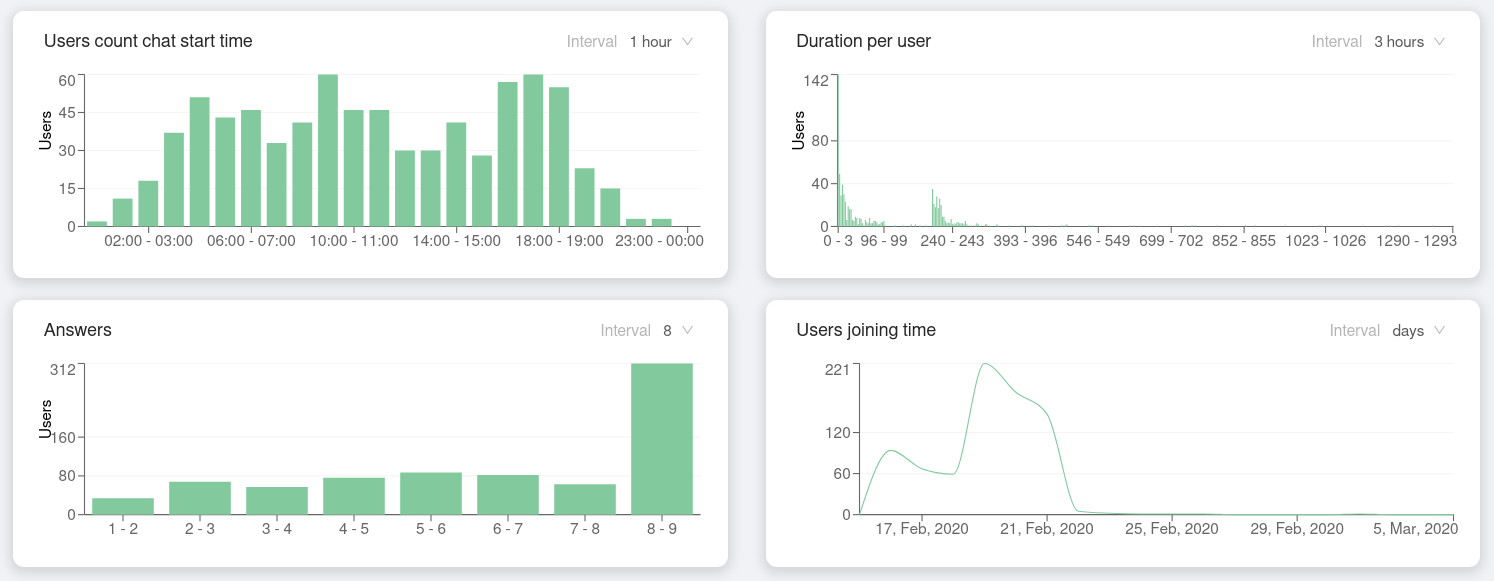 Users count chat start time
Interval 1 hour
Users
60
45
30
15
0
02:00 - 03:00 06:00 - 07:00 10:00 - 11:00 14:00 - 15:00 18:00 - 19:00 23:00 - 00:00
Duration per user
Interval 3 hours
Users
142
80
40
0
0 - 3 96 - 99 240 - 243 393 - 396 546 - 549 699 - 702 852 - 855 1023 - 1026 1290 - 1293
Answers
Interval 8
Users
312
160
80
0
1 - 2 2 - 3 3 - 4 4 - 5 5 - 6 6 - 7 7 - 8 8 - 9
Users joining time
Interval days
221
120
60
0
17, Feb, 2020 21, Feb, 2020 25, Feb, 2020 29, Feb, 2020 5, Mar, 2020